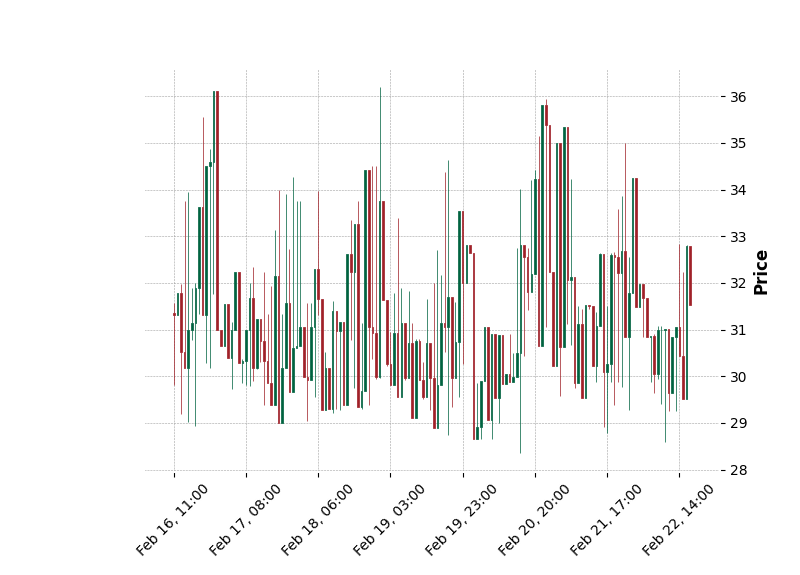 36
35
34
33
32
31
30
29
28
Price
Feb 16, 11:00
Feb 17, 08:00
Feb 18, 06:00
Feb 19, 03:00
Feb 19, 23:00
Feb 20, 20:00
Feb 21, 17:00
Feb 22, 14:00